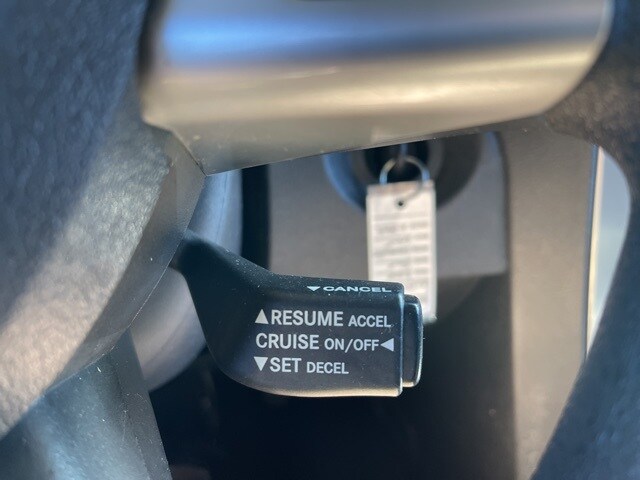 ▼CANCEL
▲RESUME ACCEL
CRUISE ON/OFF◀
▼SET DECEL